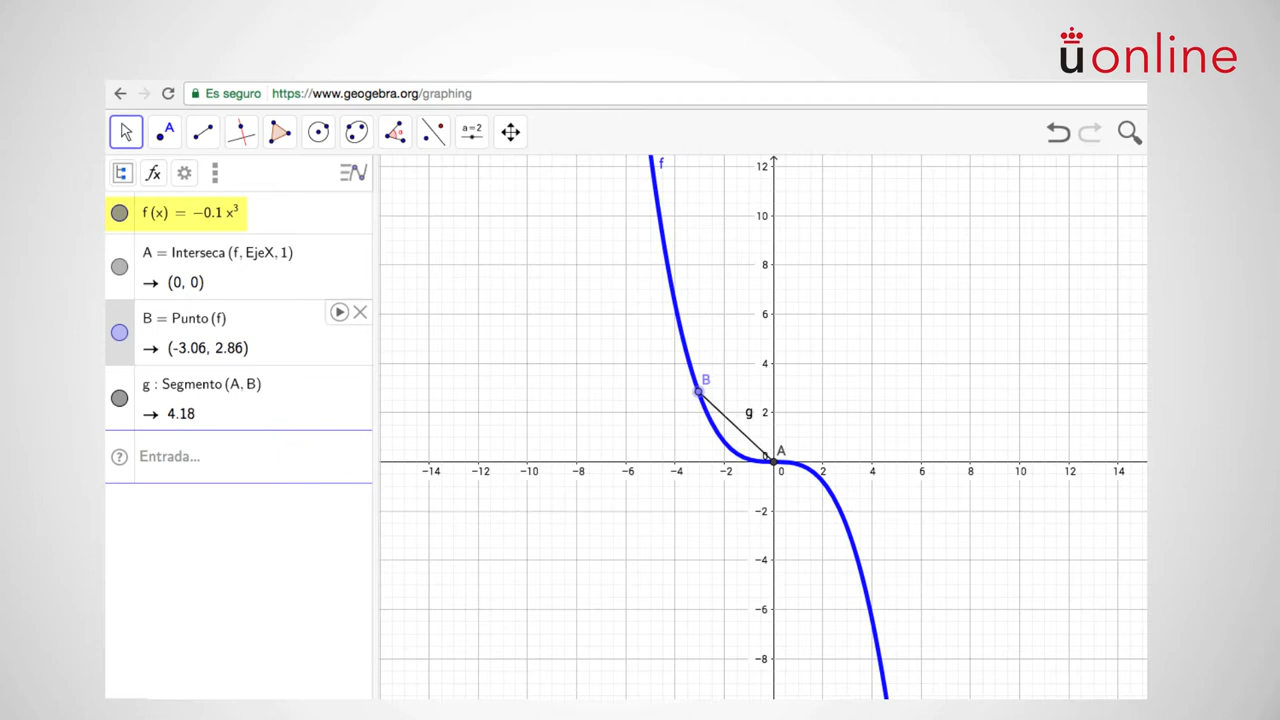 uonline
Es seguro https://www.geogebra.org/graphing
A
α
a=2
fx
f(x) = −0.1 x³
A = Interseca (f, EjeX, 1)
→ (0, 0)
B = Punto (f)
→ (-3.06, 2.86)
g : Segmento (A, B)
→ 4.18
? Entrada...
f
12
10
8
6
4
B
g
2
A
0
−14 −12 −10 −8 −6 −4 −2 0 2 4 6 8 10 12 14
−2
−4
−6
−8